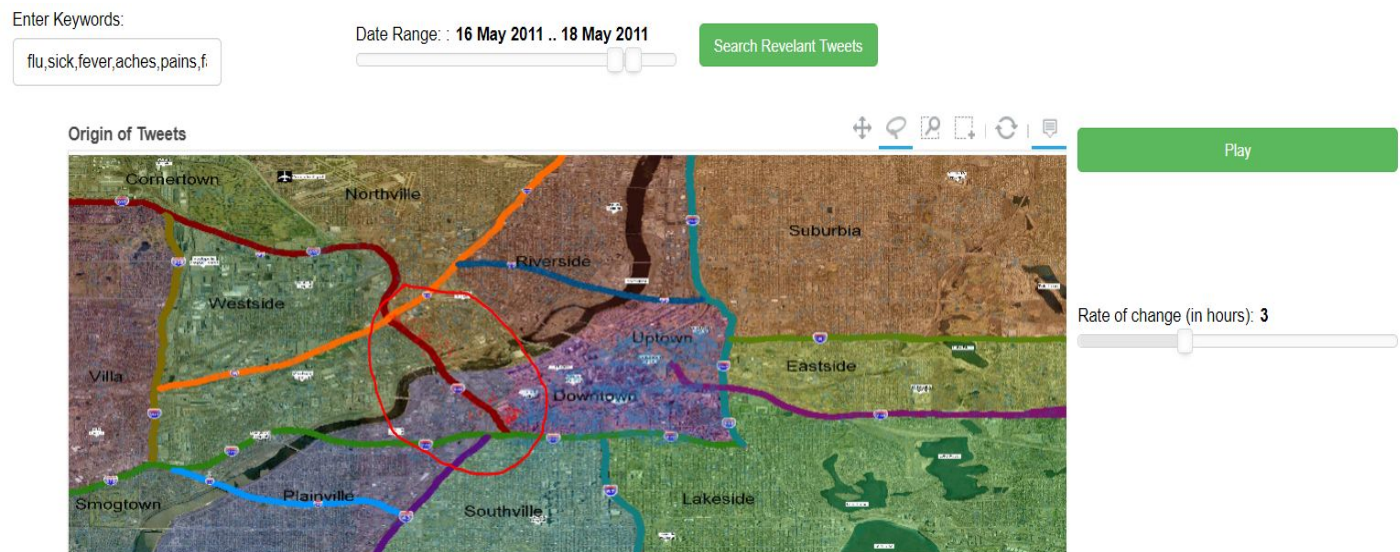 Enter Keywords:
flu,sick,fever,aches,pains,fa
Date Range: : 16 May 2011 .. 18 May 2011
Search Revelant Tweets
Origin of Tweets
Play
Rate of change (in hours): 3
Cornertown
Northville
Suburbia
Riverside
Westside
Uptown
Villa
Eastside
Downtown
Smogtown
Plainville
Southville
Lakeside